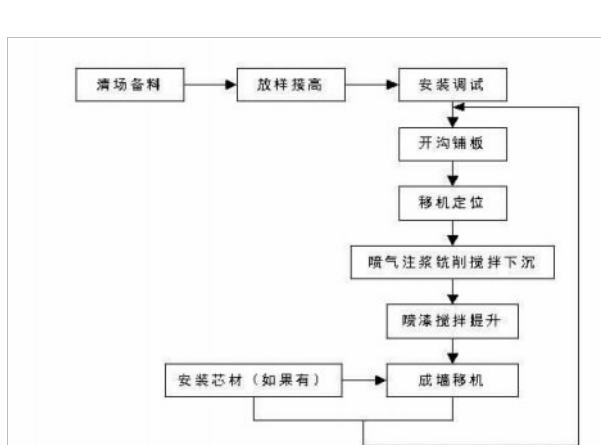 清场备料
放样接高
安装调试
开沟铺板
移机定位
喷气注浆铣削搅拌下沉
喷漆搅拌提升
安装芯材（如果有）
成墙移机